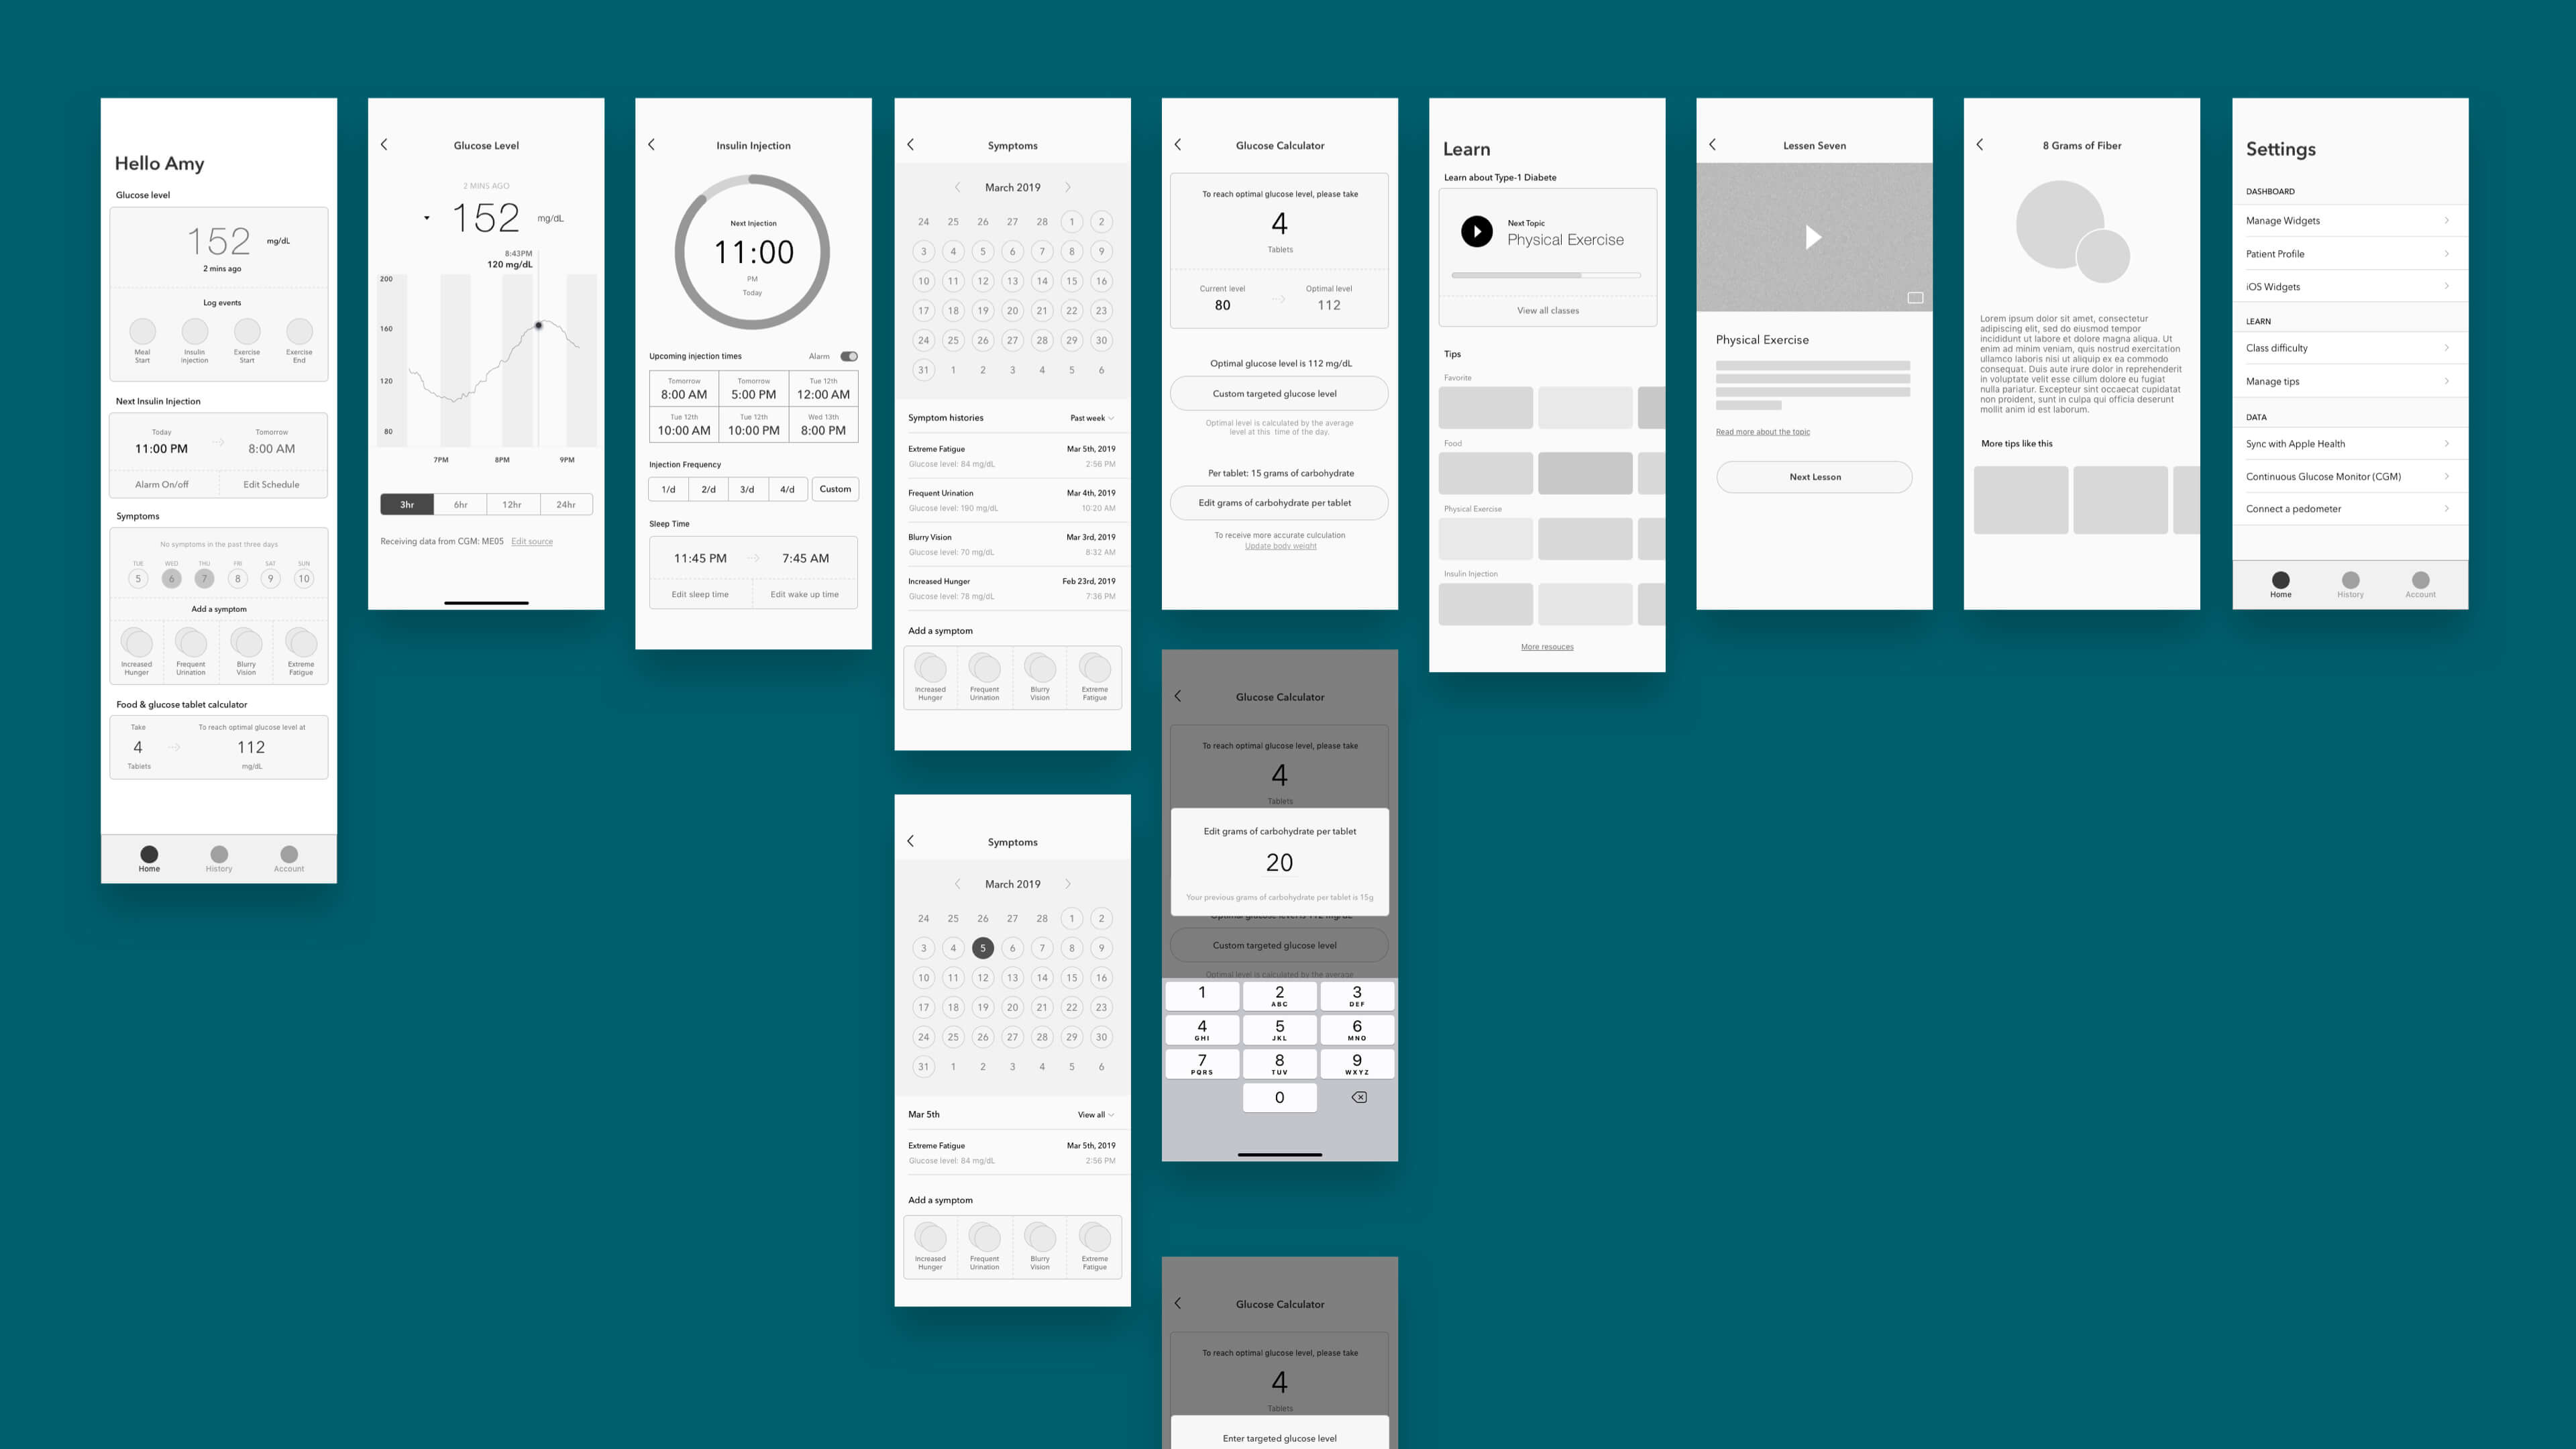 Hello Amy
Glucose level
152 mg/dL
2 mins ago
Log events
Meal Start
Insulin injection
Exercise Start
Exercise End
Next Insulin Injection
Today
11:00 PM
Tomorrow
8:00 AM
Alarm On/off
Edit Schedule
Symptoms
No symptoms in the past three days
TUE WED THU FRI SAT SUN
5 6 7 8 9 10
Add a symptom
Increased Hunger
Frequent Urination
Blurry Vision
Extreme Fatigue
Food & glucose tablet calculator
Take
4
Tablets
To reach optimal glucose level at
112
mg/dL
Home History Account
Glucose Level
2 MINS AGO
152 mg/dL
8:43PM
120 mg/dL
200
160
120
80
7PM 8PM 9PM
3hr 6hr 12hr 24hr
Receiving data from CGM: ME05 Edit source
Insulin Injection
Next Injection
11:00
PM
Today
Upcoming injection times Alarm
Tomorrow Tomorrow Tue 12th
8:00 AM 5:00 PM 12:00 AM
Tue 12th Tue 12th Wed 13th
10:00 AM 10:00 PM 8:00 PM
Injection Frequency
1/d 2/d 3/d 4/d Custom
Sleep Time
11:45 PM 7:45 AM
Edit sleep time Edit wake up time
Symptoms
March 2019
24 25 26 27 28 1 2
3 4 5 6 7 8 9
10 11 12 13 14 15 16
17 18 19 20 21 22 23
24 25 26 27 28 29 30
31 1 2 3 4 5 6
Symptom histories Past week
Extreme Fatigue Mar 5th, 2019
Glucose level: 84 mg/dL 2:56 PM
Frequent Urination Mar 4th, 2019
Glucose level: 190 mg/dL 10:20 AM
Blurry Vision Mar 3rd, 2019
Glucose level: 70 mg/dL 8:32 AM
Increased Hunger Feb 23rd, 2019
Glucose level: 78 mg/dL 7:36 PM
Add a symptom
Increased Hunger
Frequent Urination
Blurry Vision
Extreme Fatigue
Symptoms
March 2019
24 25 26 27 28 1 2
3 4 5 6 7 8 9
10 11 12 13 14 15 16
17 18 19 20 21 22 23
24 25 26 27 28 29 30
31 1 2 3 4 5 6
Mar 5th View all
Extreme Fatigue Mar 5th, 2019
Glucose level: 84 mg/dL 2:56 PM
Add a symptom
Increased Hunger
Frequent Urination
Blurry Vision
Extreme Fatigue
Glucose Calculator
To reach optimal glucose level, please take
4
Tablets
Current level Optimal level
80 112
Optimal glucose level is 112 mg/dL
Custom targeted glucose level
Optimal level is calculated by the average
level at this time of the day.
Per tablet: 15 grams of carbohydrate
Edit grams of carbohydrate per tablet
To receive more accurate culculation
Update body weight
Glucose Calculator
To reach optimal glucose level, please take
4
Tablets
Edit grams of carbohydrate per tablet
20
Your previous grams of carbohydrate per tablet is 15g
Optimal glucose level is 112 mg/dL
Custom targeted glucose level
Optimal level is calculated by the average
1 2 3
ABC DEF
4 5 6
GHI JKL MNO
7 8 9
PQRS TUV WXYZ
0
Glucose Calculator
To reach optimal glucose level, please take
4
Tablets
Enter targeted glucose level
Learn
Learn about Type-1 Diabete
Next Topic
Physical Exercise
View all classes
Tips
Favorite
Food
Physical Exercise
Insulin Injection
More resouces
Lessen Seven
Physical Exercise
Read more about the topic
Next Lesson
8 Grams of Fiber
Lorem ipsum dolor sit amet, consectetur
adipiscing elit, sed do eiusmod tempor
incididunt ut labore et dolore magna aliqua. Ut
enim ad minim veniam, quis nostrud exercitation
ullamco laboris nisi ut aliquip ex ea commodo
consequat. Duis aute irure dolor in reprehenderit
in voluptate velit esse cillum dolore eu fugiat
nulla pariatur. Excepteur sint occaecat cupidatat
non proident, sunt in culpa qui officia deserunt
mollit anim id est laborum.
More tips like this
Settings
DASHBOARD
Manage Widgets
Patient Profile
iOS Widgets
LEARN
Class difficulty
Manage tips
DATA
Sync with Apple Health
Continuous Glucose Monitor (CGM)
Connect a pedometer
Home History Account